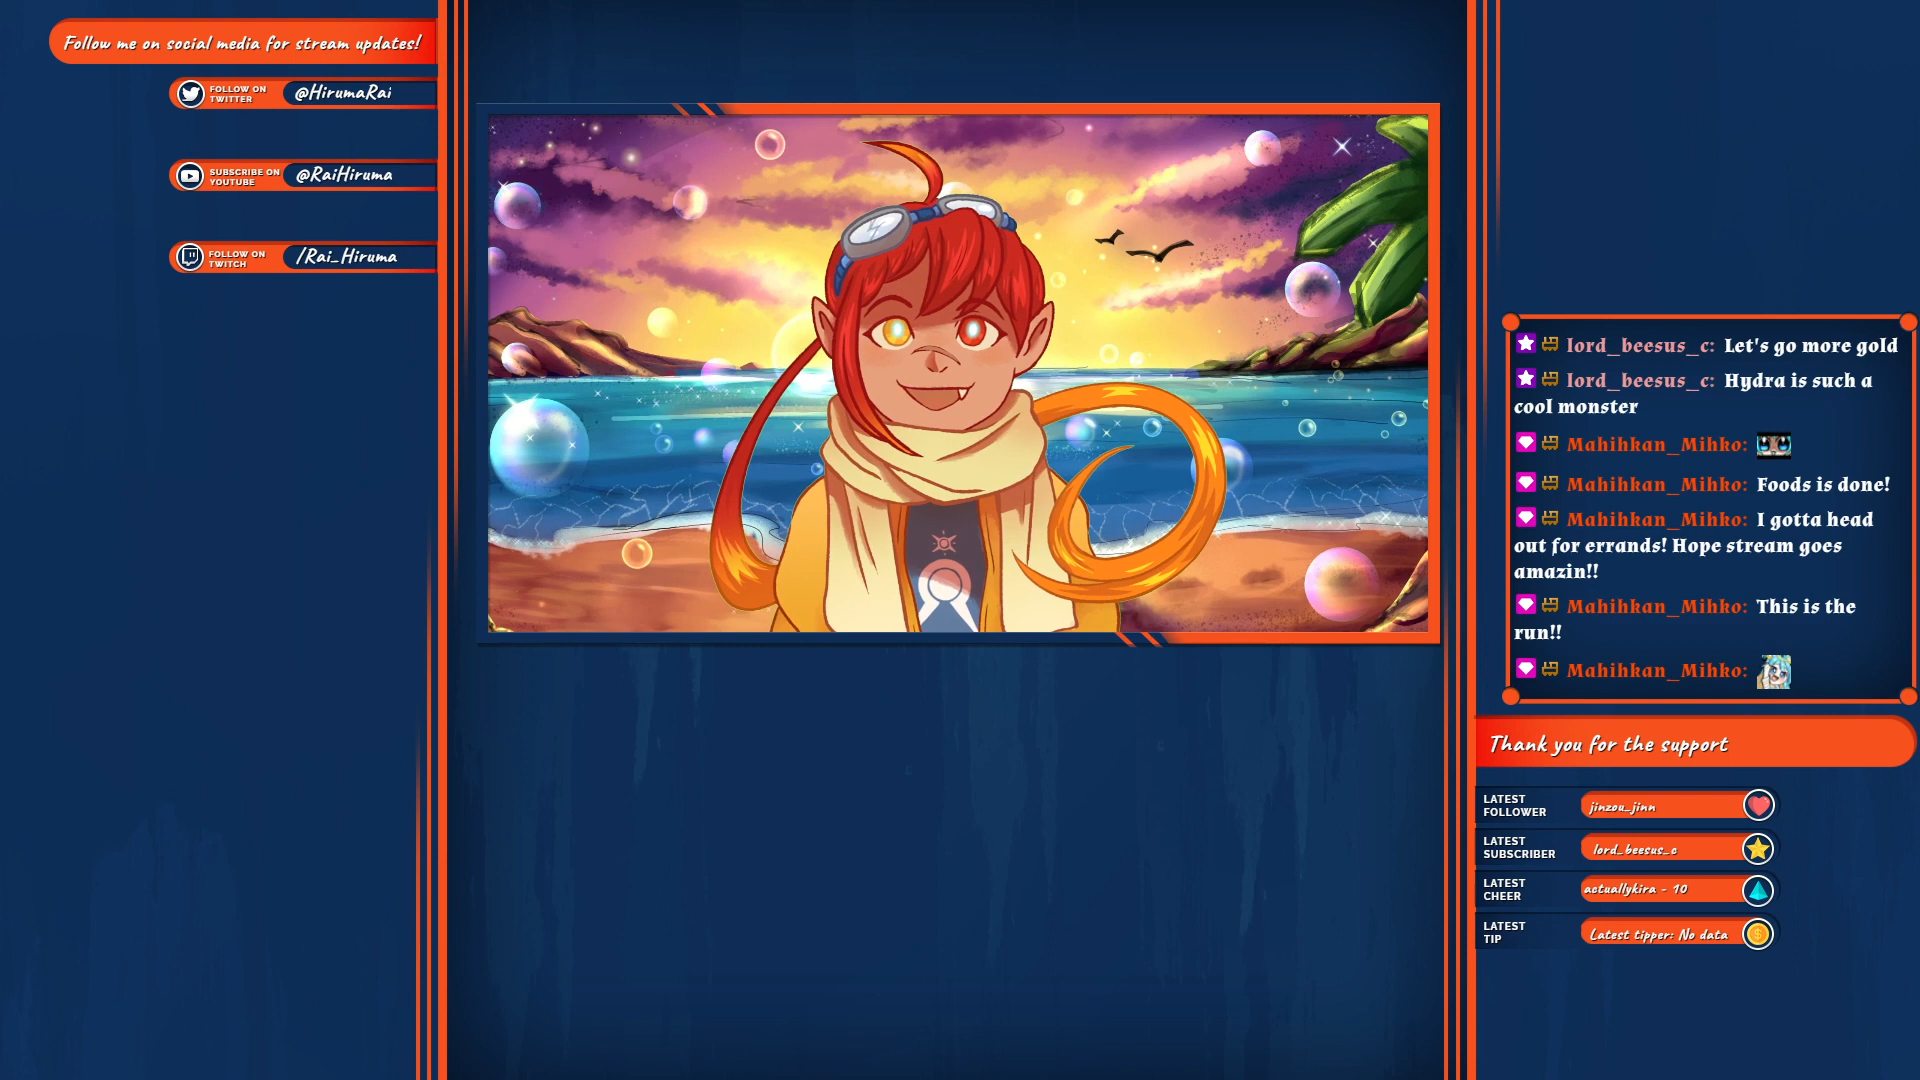 Follow me on social media for stream updates!
FOLLOW ON
TWITTER
@HirumaRai
SUBSCRIBE ON
YOUTUBE
@RaiHiruma
FOLLOW ON
TWITCH
/Rai_Hiruma
lord_beesus_c: Let's go more gold
lord_beesus_c: Hydra is such a
cool monster
Mahihkan_Mihko:
Mahihkan_Mihko: Foods is done!
Mahihkan_Mihko: I gotta head
out for errands! Hope stream goes
amazin!!
Mahihkan_Mihko: This is the
run!!
Mahihkan_Mihko:
Thank you for the support
LATEST
FOLLOWER
jinzou_jinn
LATEST
SUBSCRIBER
lord_beesus_c
LATEST
CHEER
actuallykira - 10
LATEST
TIP
Latest tipper: No data